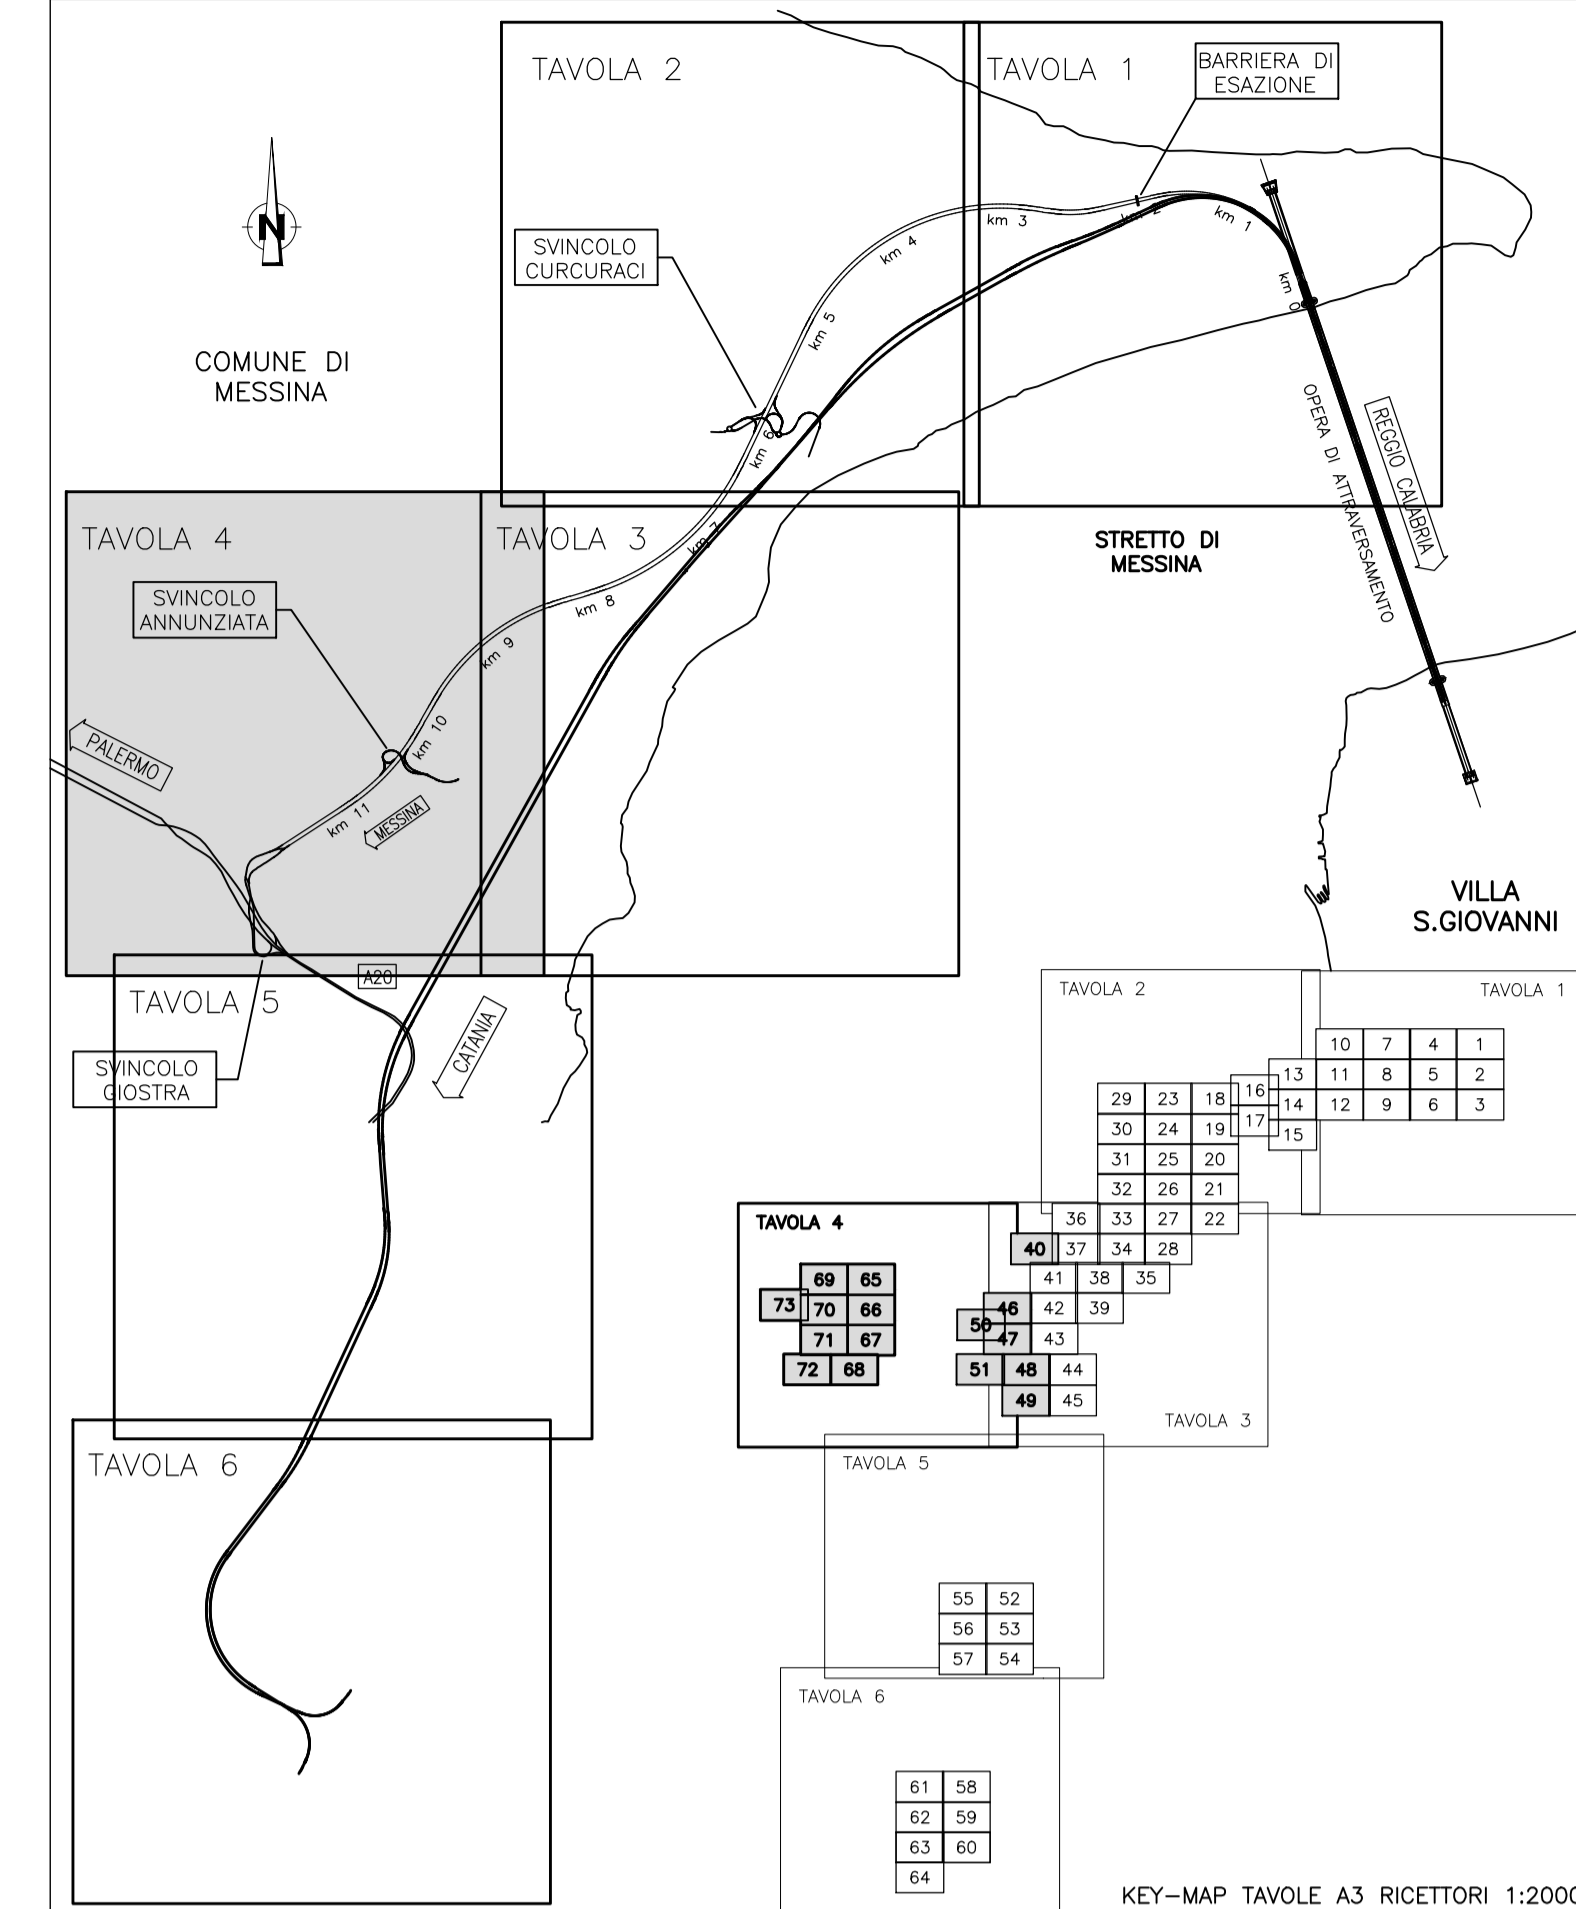 TAVOLA 2
TAVOLA 1
BARRIERA DI
ESAZIONE
N
SVINCOLO
CURCURACI
km 3
km 2
km 1
km 4
km 0
km 5
COMUNE DI
MESSINA
km 6
OPERA DI ATTRAVERSAMENTO
REGGIO CALABRIA
TAVOLA 4
TAVOLA 3
km 7
STRETTO DI
MESSINA
SVINCOLO
ANNUNZIATA
km 8
km 9
km 10
PALERMO
km 11
MESSINA
VILLA
S.GIOVANNI
A20
TAVOLA 5
CATANIA
SVINCOLO
GIOSTRA
TAVOLA 6
TAVOLA 2
TAVOLA 1
10 7 4 1
13 11 8 5 2
16 14 12 9 6 3
17 15
29 23 18
30 24 19
31 25 20
32 26 21
36 33 27 22
40 37 34 28
41 38 35
46 42 39
50 47 43
51 48 44
49 45
TAVOLA 4
69 65
73 70 66
71 67
72 68
TAVOLA 3
TAVOLA 5
55 52
56 53
57 54
TAVOLA 6
61 58
62 59
63 60
64
KEY-MAP TAVOLE A3 RICETTORI 1:2000